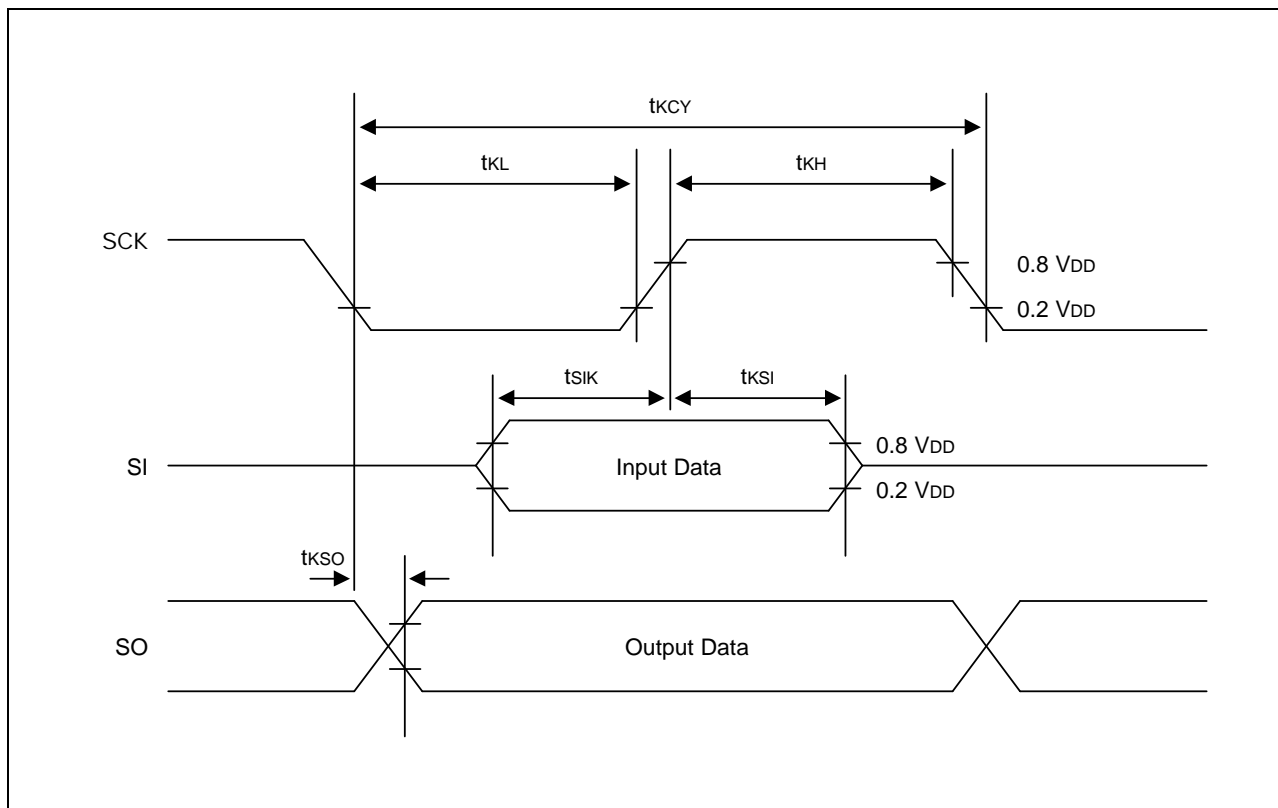 tKCY
tKL
tKH
SCK
0.8 VDD
0.2 VDD
tSIK
tKSI
SI
Input Data
0.8 VDD
0.2 VDD
tKSO
SO
Output Data